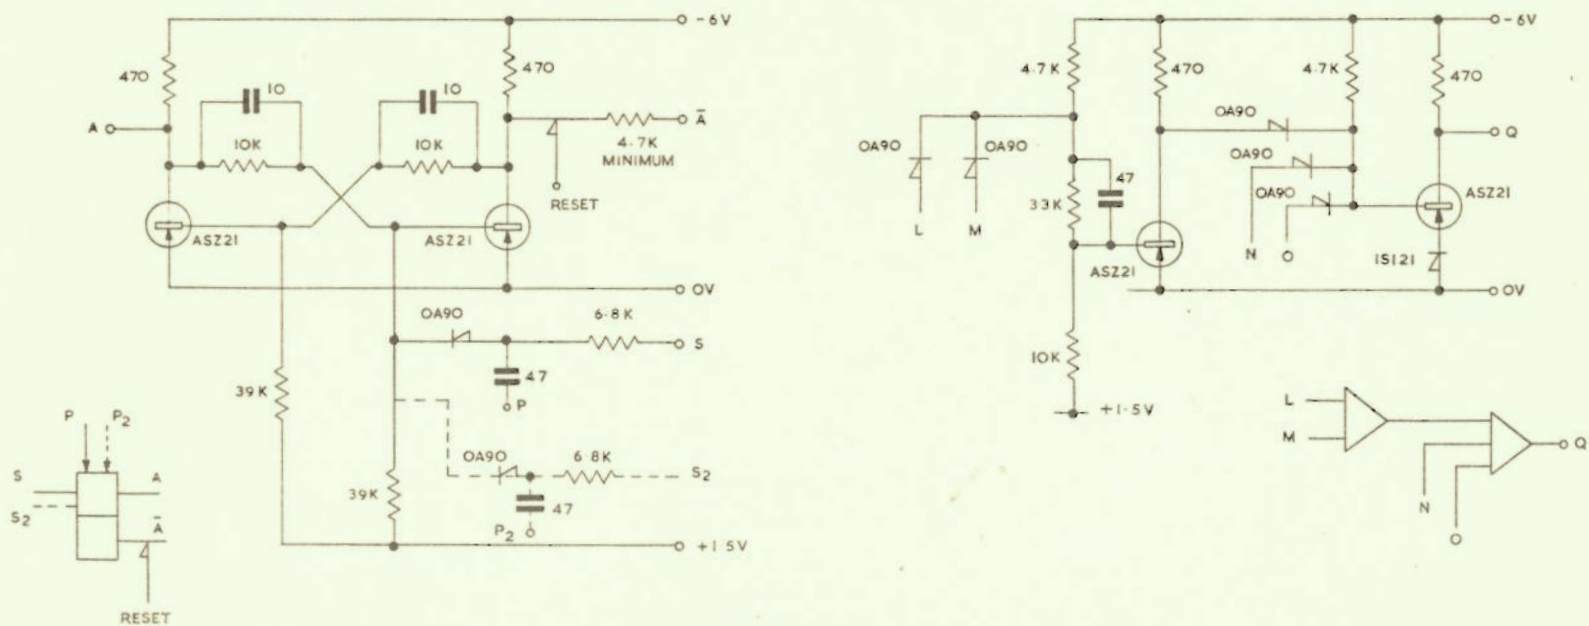 -6V
470
10
10
470
A
10K
10K
Ā
4.7K
MINIMUM
RESET
ASZ21
ASZ21
0V
OA90
6.8K
S
47
P
39K
OA90
6.8K
S2
39K
47
P2
+1.5V
P
P2
S
A
S2
Ā
RESET
-6V
4.7K
470
4.7K
470
OA90
Q
OA90
OA90
OA90
OA90
47
33K
ASZ21
L
M
N
O
ASZ21
1S121
0V
10K
+1.5V
L
M
Q
N
O